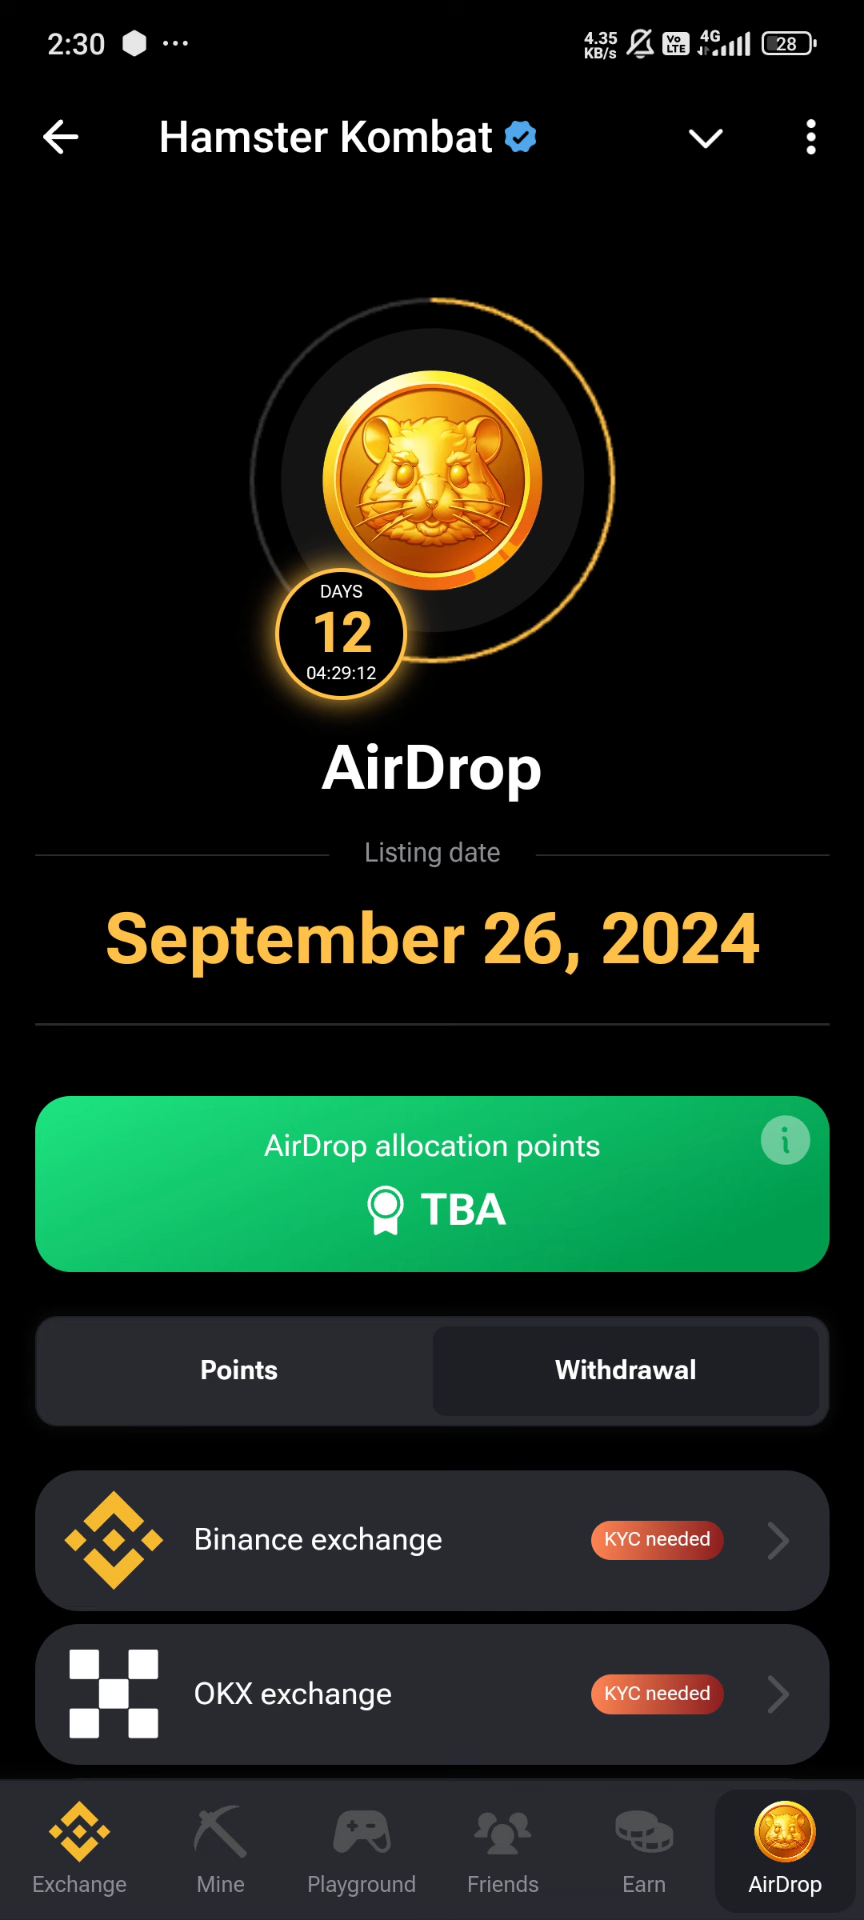 2:30 4.35 KB/s Vo LTE 4G 28
Hamster Kombat
DAYS
12
04:29:12
AirDrop
Listing date
September 26, 2024
AirDrop allocation points
TBA
Points Withdrawal
Binance exchange KYC needed
OKX exchange KYC needed
Exchange Mine Playground Friends Earn AirDrop